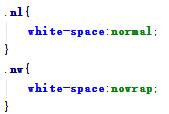 .nl{
white-space:normal;
}
.nw{
white-space:nowrap;
}